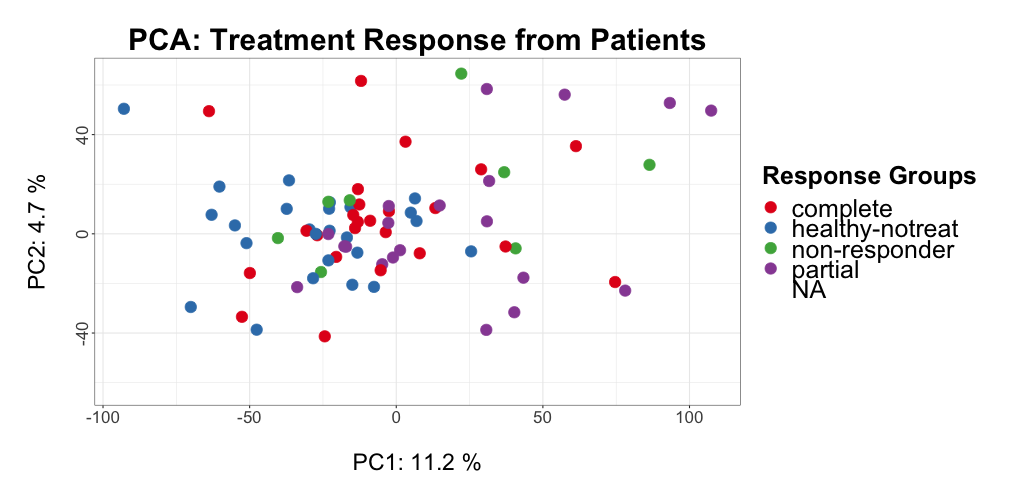 PCA: Treatment Response from Patients
40
0
-40
PC2: 4.7 %
-100
-50
0
50
100
PC1: 11.2 %
Response Groups
complete
healthy-notreat
non-responder
partial
NA